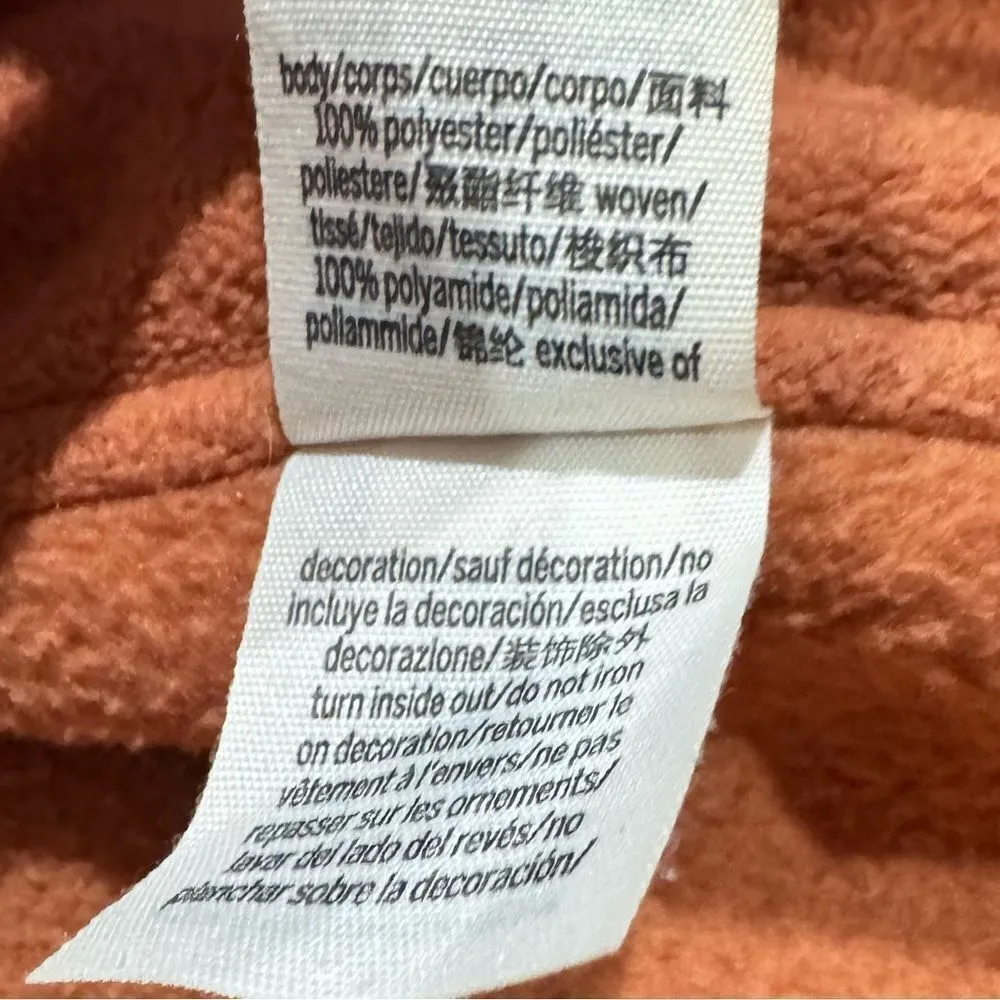 body/corps/cuerpo/corpo/面料
100% polyester/poliéster/
poliestere/聚酯纤维 woven/
tissé/tejido/tessuto/梭织布
100% polyamide/poliamida/
poliammide/锦纶 exclusive of
decoration/sauf décoration/no
incluye la decoración/esclusa la
decorazione/装饰除外
turn inside out/do not iron
on decoration/retourner le
vêtement à l'envers/ne pas
repasser sur les ornements/
lavar del lado del revés/no
planchar sobre la decoración/